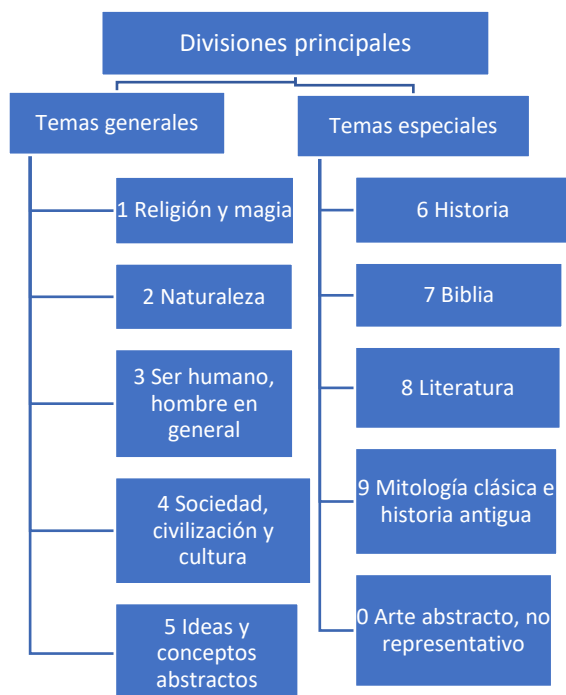 Divisiones principales
Temas generales
1 Religión y magia
2 Naturaleza
3 Ser humano,
hombre en
general
4 Sociedad,
civilización y
cultura
5 Ideas y
conceptos
abstractos
Temas especiales
6 Historia
7 Biblia
8 Literatura
9 Mitología clásica e
historia antigua
0 Arte abstracto, no
representativo